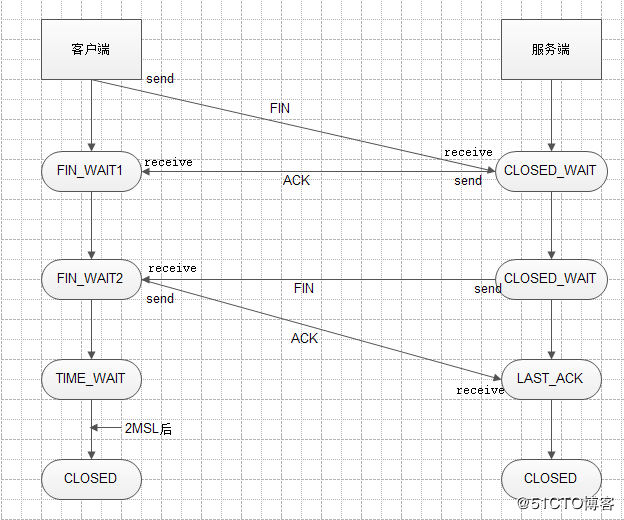 客户端
服务端
send
FIN
receive
receive
FIN_WAIT1
CLOSED_WAIT
ACK
send
receive
FIN_WAIT2
CLOSED_WAIT
FIN
send
send
ACK
TIME_WAIT
LAST_ACK
receive
2MSL后
CLOSED
CLOSED
@51CTO博客